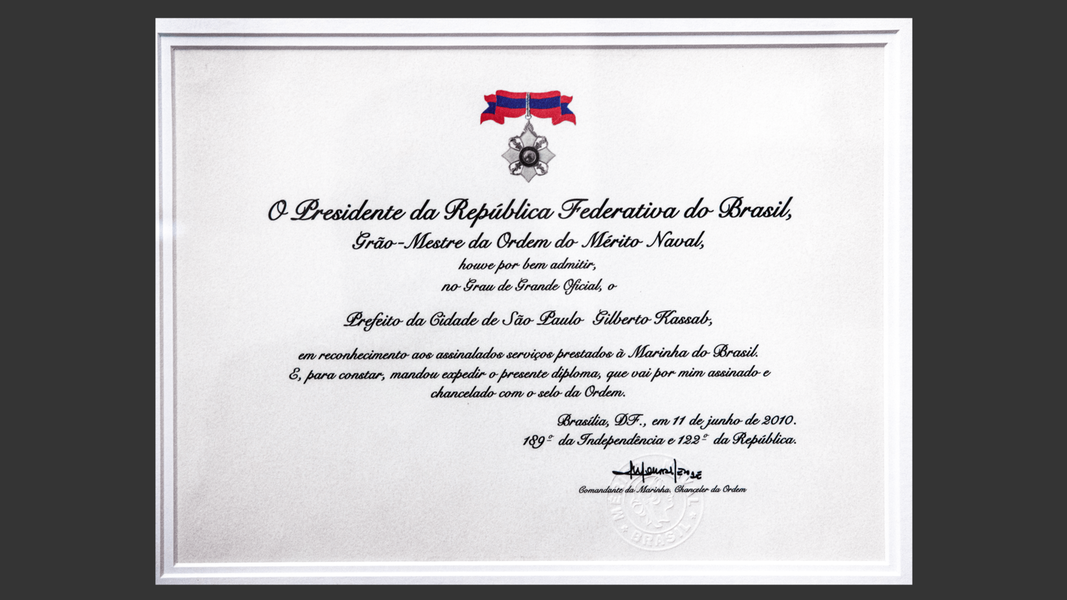 O Presidente da República Federativa do Brasil,
Grão-Mestre da Ordem do Mérito Naval,
houve por bem admitir,
no Grau de Grande Oficial, o
Prefeito da Cidade de São Paulo Gilberto Kassab,
em reconhecimento aos assinalados serviços prestados à Marinha do Brasil.
E, para constar, mandou expedir o presente diploma, que vai por mim assinado e
chancelado com o selo da Ordem.
Brasília, DF., em 11 de junho de 2010.
189º da Independência e 122º da República.
Comandante da Marinha, Chanceler da Ordem
BRASIL